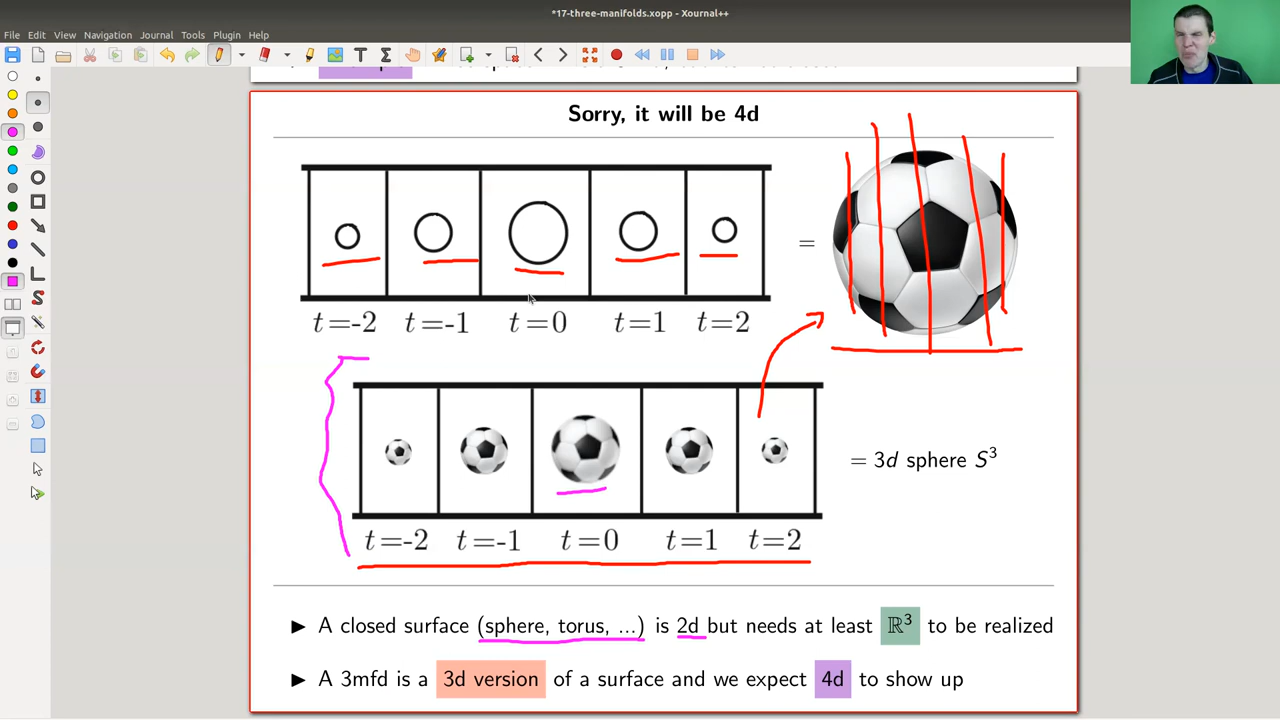 *17-three-manifolds.xopp - Xournal++
File Edit View Navigation Journal Tools Plugin Help
Sorry, it will be 4d
=
t=-2 t=-1 t=0 t=1 t=2
= 3d sphere S³
t=-2 t=-1 t=0 t=1 t=2
▶ A closed surface (sphere, torus, ...) is 2d but needs at least ℝ³ to be realized
▶ A 3mfd is a 3d version of a surface and we expect 4d to show up